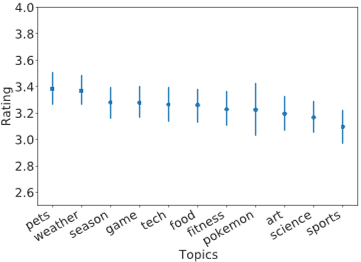 4.0
3.8
3.6
3.4
3.2
3.0
2.8
2.6
Rating
pets
weather
season
game
tech
food
fitness
pokemon
art
science
sports
Topics